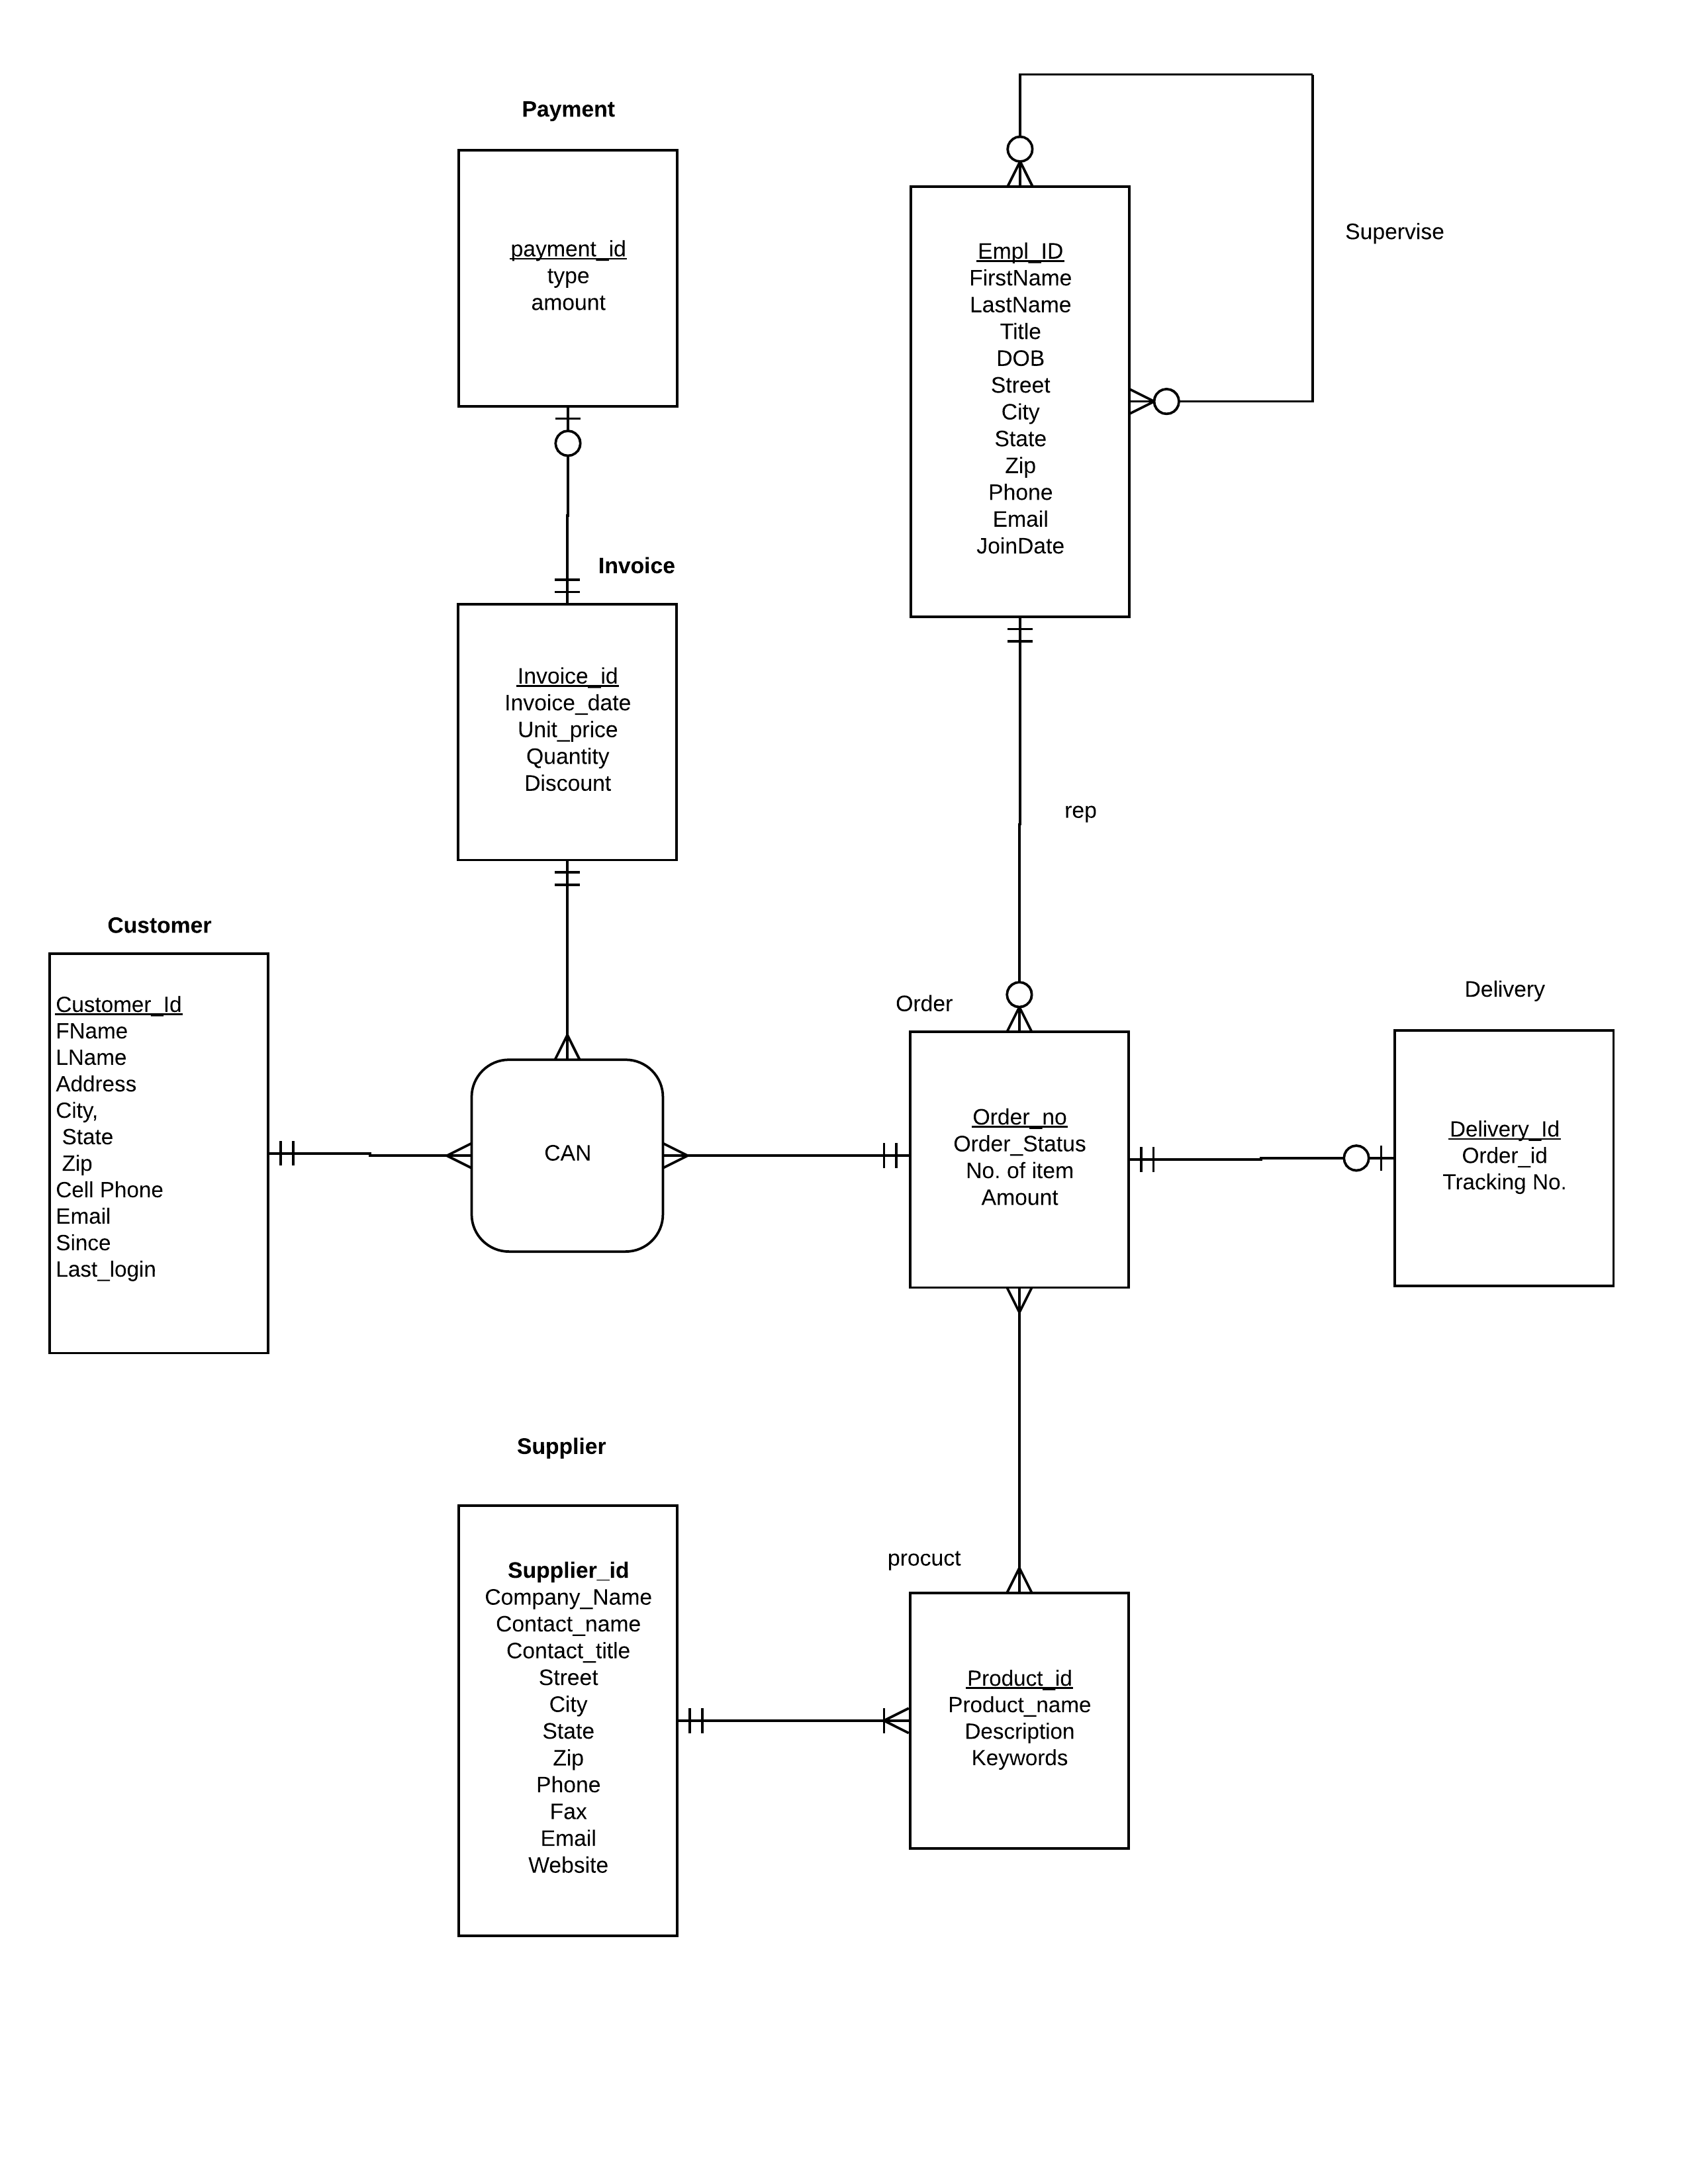 Payment
payment_id
type
amount
Supervise
Empl_ID
FirstName
LastName
Title
DOB
Street
City
State
Zip
Phone
Email
JoinDate
Invoice
Invoice_id
Invoice_date
Unit_price
Quantity
Discount
rep
Customer
Customer_Id
FName
LName
Address
City,
State
Zip
Cell Phone
Email
Since
Last_login
CAN
Order
Order_no
Order_Status
No. of item
Amount
Delivery
Delivery_Id
Order_id
Tracking No.
Supplier
Supplier_id
Company_Name
Contact_name
Contact_title
Street
City
State
Zip
Phone
Fax
Email
Website
procuct
Product_id
Product_name
Description
Keywords